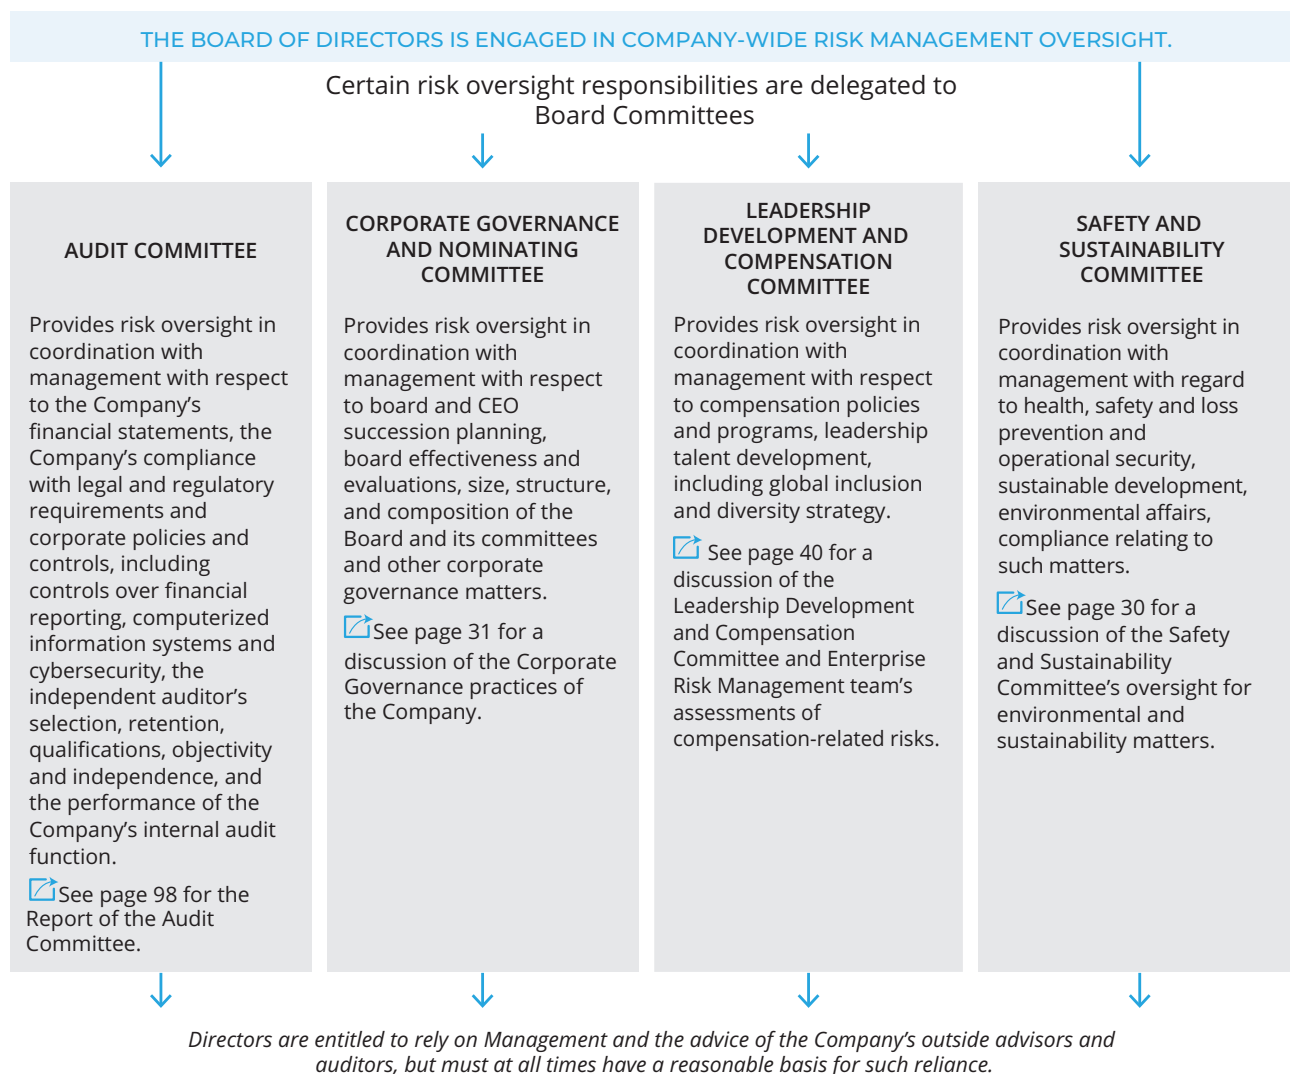 THE BOARD OF DIRECTORS IS ENGAGED IN COMPANY-WIDE RISK MANAGEMENT OVERSIGHT.
Certain risk oversight responsibilities are delegated to
Board Committees
AUDIT COMMITTEE
Provides risk oversight in
coordination with
management with respect
to the Company’s
financial statements, the
Company’s compliance
with legal and regulatory
requirements and
corporate policies and
controls, including
controls over financial
reporting, computerized
information systems and
cybersecurity, the
independent auditor’s
selection, retention,
qualifications, objectivity
and independence, and
the performance of the
Company’s internal audit
function.
See page 98 for the
Report of the Audit
Committee.
CORPORATE GOVERNANCE
AND NOMINATING
COMMITTEE
Provides risk oversight in
coordination with
management with respect
to board and CEO
succession planning,
board effectiveness and
evaluations, size, structure,
and composition of the
Board and its committees
and other corporate
governance matters.
See page 31 for a
discussion of the Corporate
Governance practices of
the Company.
LEADERSHIP
DEVELOPMENT AND
COMPENSATION
COMMITTEE
Provides risk oversight in
coordination with
management with respect
to compensation policies
and programs, leadership
talent development,
including global inclusion
and diversity strategy.
See page 40 for a
discussion of the
Leadership Development
and Compensation
Committee and Enterprise
Risk Management team’s
assessments of
compensation-related risks.
SAFETY AND
SUSTAINABILITY
COMMITTEE
Provides risk oversight in
coordination with
management with regard
to health, safety and loss
prevention and
operational security,
sustainable development,
environmental affairs,
compliance relating to
such matters.
See page 30 for a
discussion of the Safety
and Sustainability
Committee’s oversight for
environmental and
sustainability matters.
Directors are entitled to rely on Management and the advice of the Company’s outside advisors and
auditors, but must at all times have a reasonable basis for such reliance.